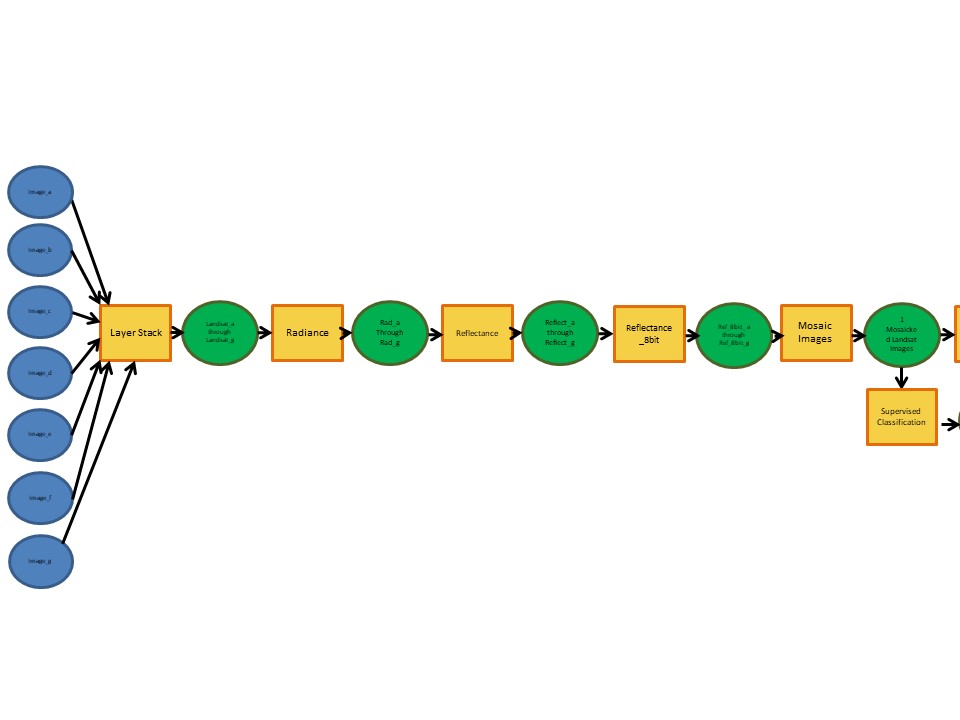 Image_a
Image_b
Image_c
Image_d
Image_e
Image_f
Image_g
Layer Stack
Landsat_a
through
Landsat_g
Radiance
Rad_a
Through
Rad_g
Reflectance
Reflect_a
through
Reflect_g
Reflectance
_8bit
Ref_8bit_a
through
Ref_8bit_g
Mosaic
Images
1
Mosaicke
d Landsat
Images
Supervised
Classification